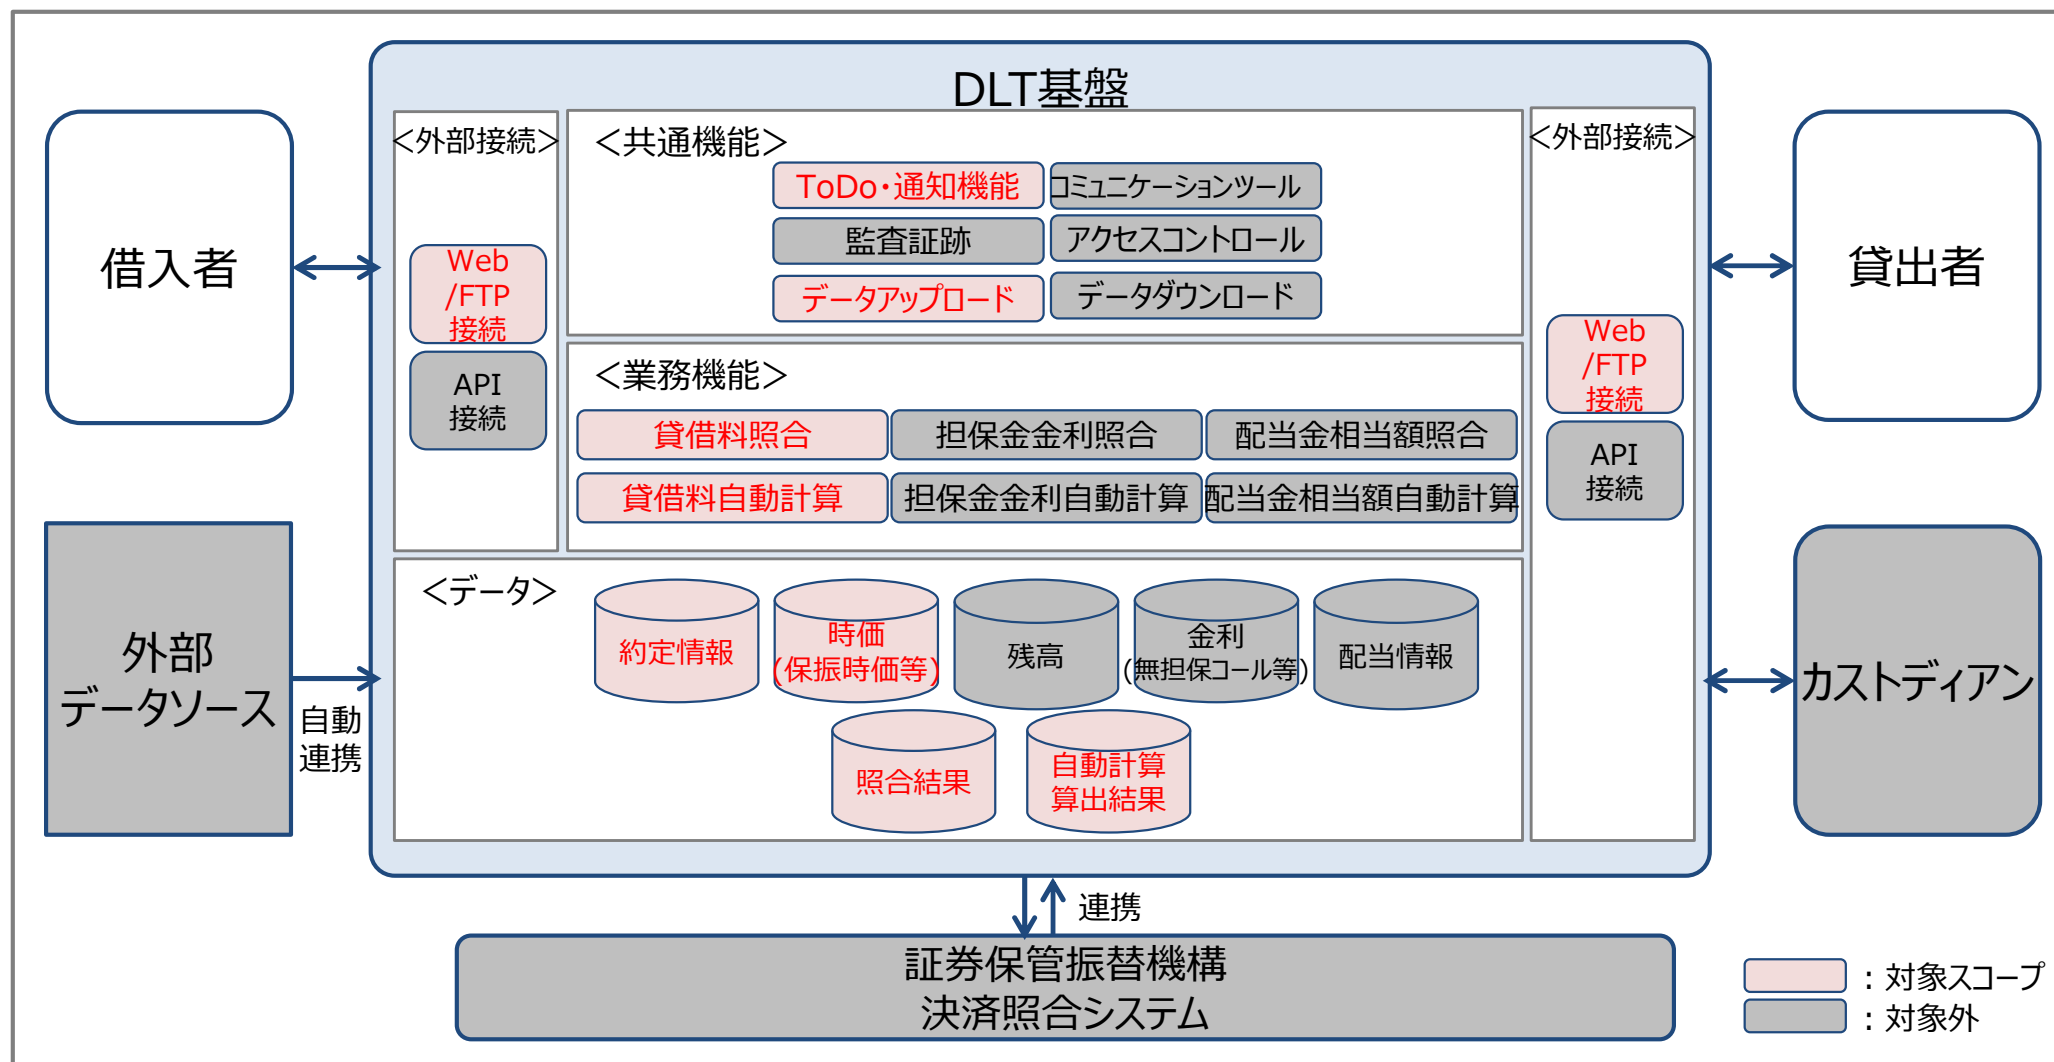 DLT基盤
借入者
<外部接続>
Web
/FTP
接続
API
接続
<共通機能>
ToDo・通知機能
コミュニケーションツール
監査証跡
アクセスコントロール
データアップロード
データダウンロード
<業務機能>
貸借料照合
担保金金利照合
配当金相当額照合
貸借料自動計算
担保金金利自動計算
配当金相当額自動計算
<外部接続>
Web
/FTP
接続
API
接続
貸出者
外部
データソース
自動
連携
<データ>
約定情報
時価
(保振時価等)
残高
金利
(無担保コール等)
配当情報
照合結果
自動計算
算出結果
カストディアン
連携
証券保管振替機構
決済照合システム
：対象スコープ
：対象外